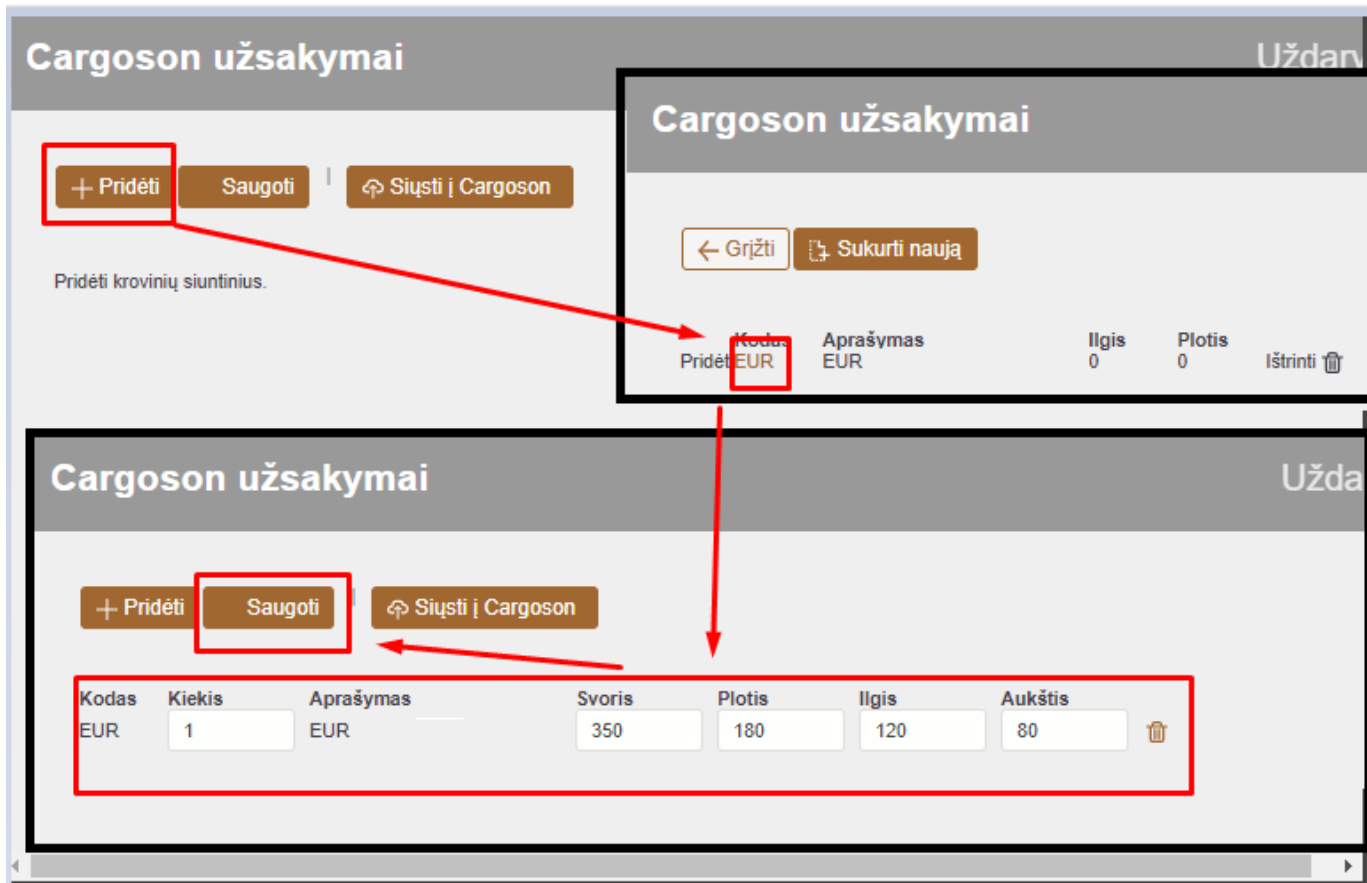 Cargoson užsakymai
+ Pridėti Saugoti | Siųsti į Cargoson
Pridėti krovinių siuntinius.
Cargoson užsakymai
Grįžti Sukurti naują
Kodas Aprašymas Ilgis Plotis
Pridėt EUR EUR 0 0 Ištrinti
Cargoson užsakymai
+ Pridėti Saugoti | Siųsti į Cargoson
Kodas Kiekis Aprašymas Svoris Plotis Ilgis Aukštis
EUR 1 EUR 350 180 120 80